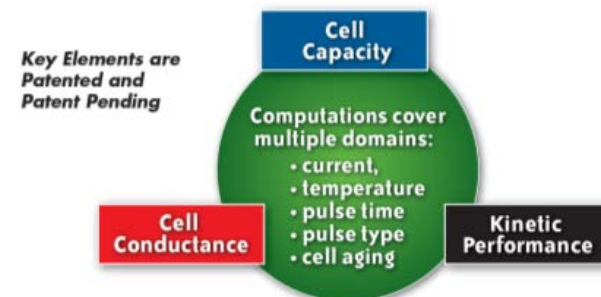 Cell
Capacity
Key Elements are
Patented and
Patent Pending
Computations cover
multiple domains:
• current,
• temperature
• pulse time
• pulse type
• cell aging
Cell
Conductance
Kinetic
Performance